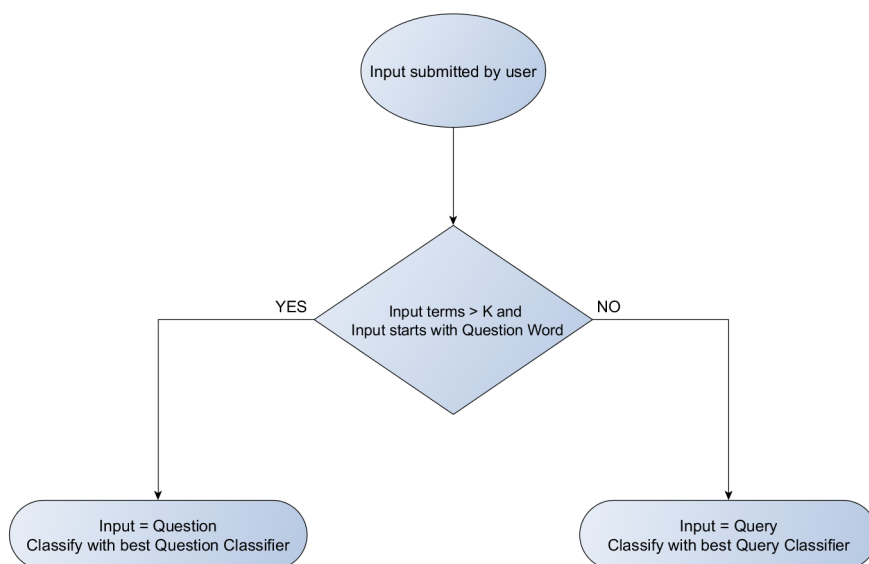 Input submitted by user
YES
Input terms > K and
Input starts with Question Word
NO
Input = Question
Classify with best Question Classifier
Input = Query
Classify with best Query Classifier